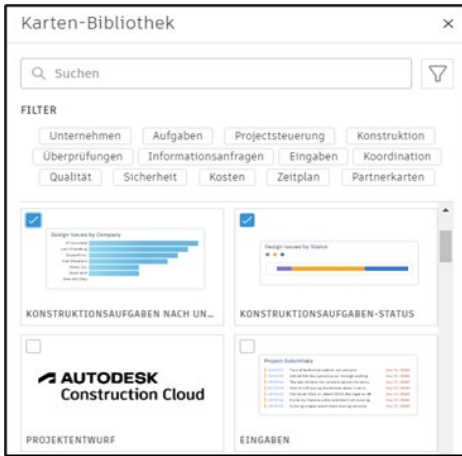 Karten-Bibliothek
Suchen
FILTER
Unternehmen Aufgaben Projectsteuerung Konstruktion
Überprüfungen Informationsanfragen Eingaben Koordination
Qualität Sicherheit Kosten Zeitplan Partnerkarten
Design Issues by Company
Design Issues by Status
KONSTRUKTIONSAUFGABEN NACH UN...
KONSTRUKTIONSAUFGABEN-STATUS
AUTODESK
Construction Cloud
Project Submittals
PROJEKTENTWURF
EINGABEN